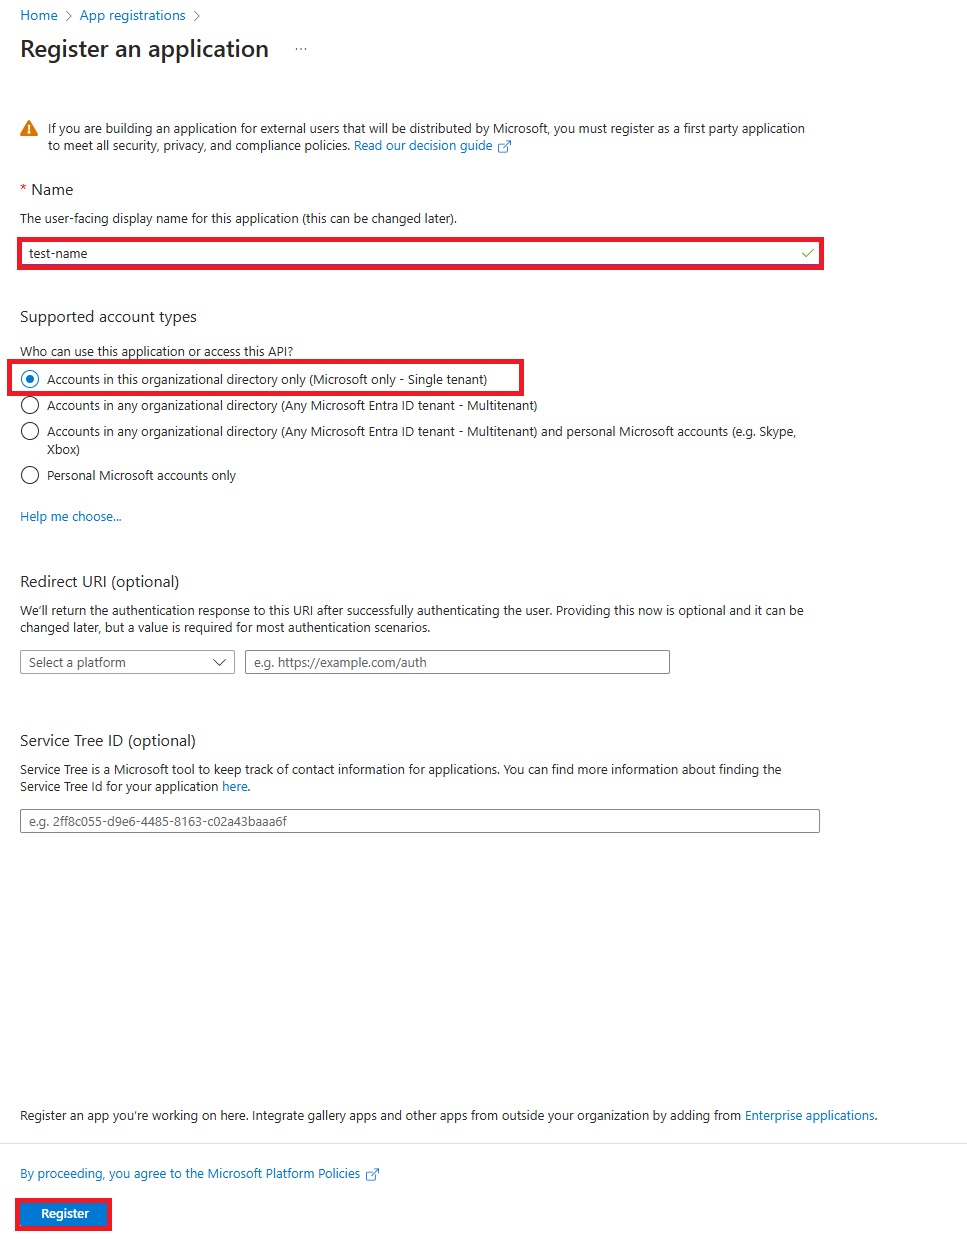 Home > App registrations >
Register an application ...
If you are building an application for external users that will be distributed by Microsoft, you must register as a first party application
to meet all security, privacy, and compliance policies. Read our decision guide
* Name
The user-facing display name for this application (this can be changed later).
test-name
Supported account types
Who can use this application or access this API?
Accounts in this organizational directory only (Microsoft only - Single tenant)
Accounts in any organizational directory (Any Microsoft Entra ID tenant - Multitenant)
Accounts in any organizational directory (Any Microsoft Entra ID tenant - Multitenant) and personal Microsoft accounts (e.g. Skype,
Xbox)
Personal Microsoft accounts only
Help me choose...
Redirect URI (optional)
We'll return the authentication response to this URI after successfully authenticating the user. Providing this now is optional and it can be
changed later, but a value is required for most authentication scenarios.
Select a platform e.g. https://example.com/auth
Service Tree ID (optional)
Service Tree is a Microsoft tool to keep track of contact information for applications. You can find more information about finding the
Service Tree Id for your application here.
e.g. 2ff8c055-d9e6-4485-8163-c02a43baaa6f
Register an app you're working on here. Integrate gallery apps and other apps from outside your organization by adding from Enterprise applications.
By proceeding, you agree to the Microsoft Platform Policies
Register